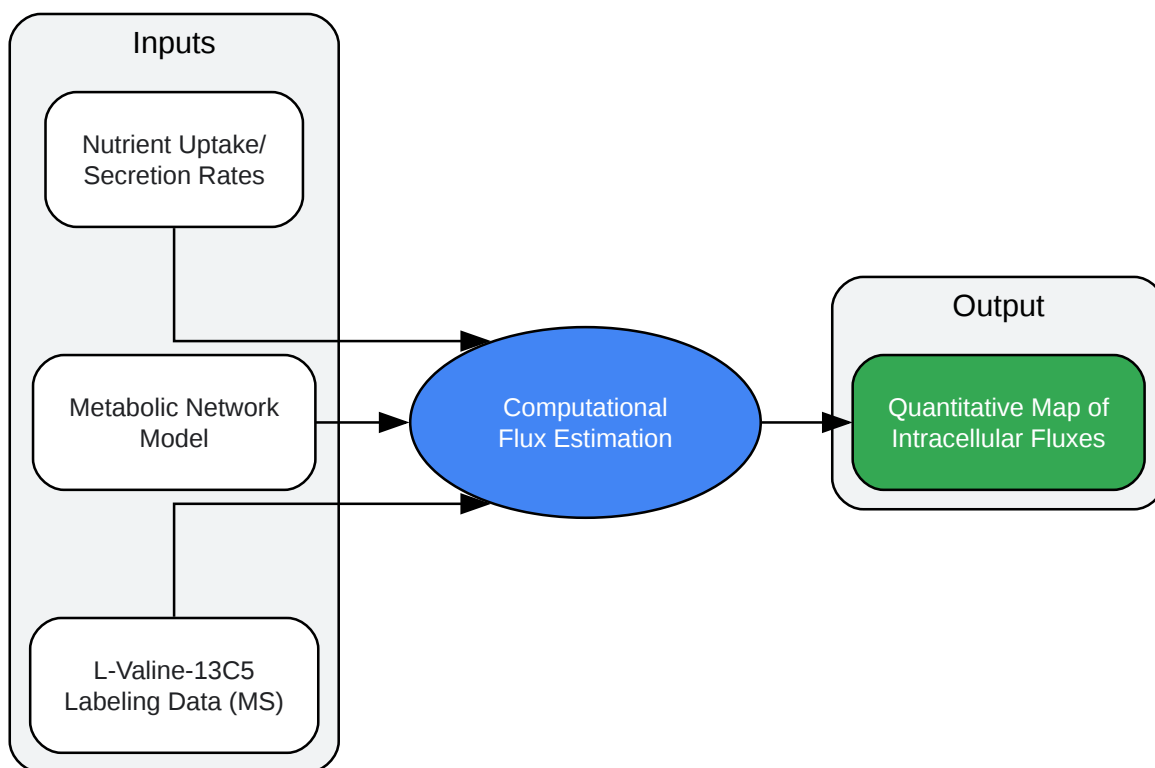 Inputs
Nutrient Uptake/
Secretion Rates
Metabolic Network
Model
L-Valine-13C5
Labeling Data (MS)
Computational
Flux Estimation
Output
Quantitative Map of
Intracellular Fluxes